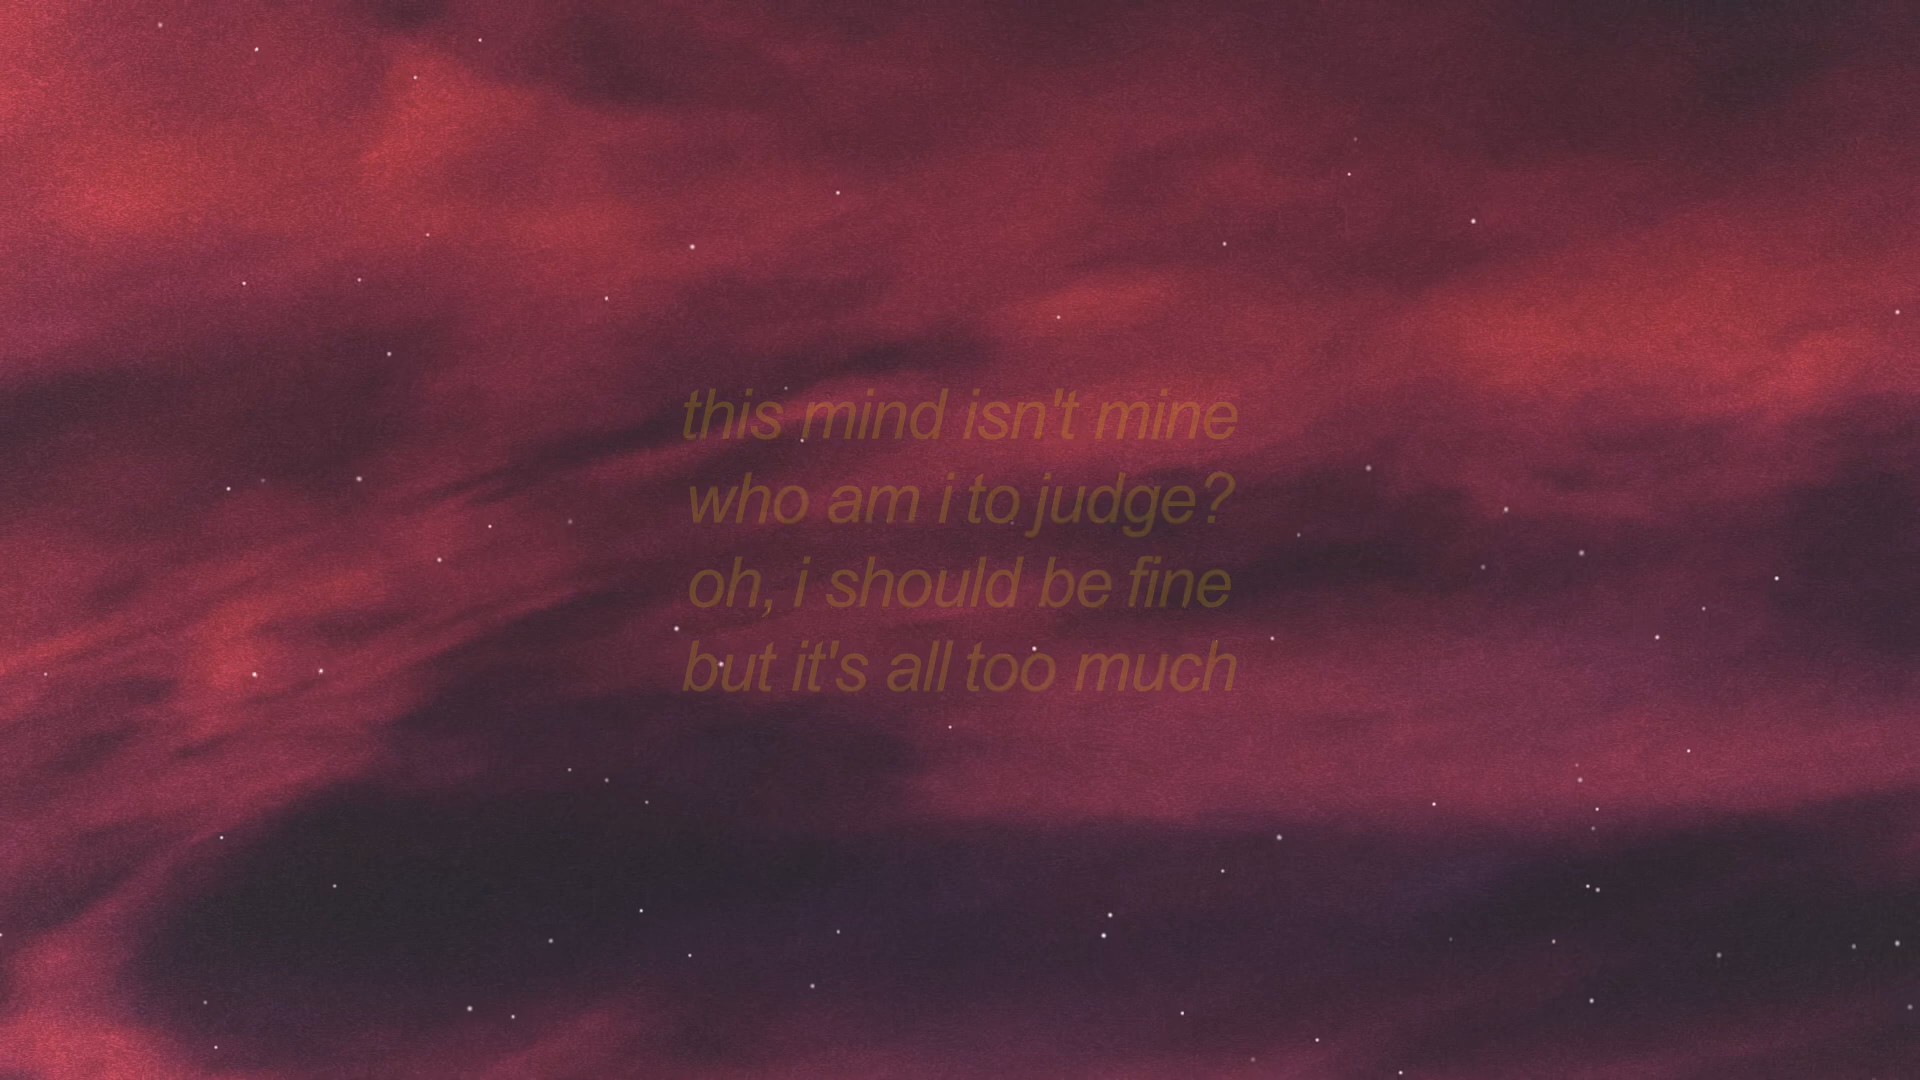 this mind isn't mine
who am i to judge?
oh, i should be fine
but it's all too much